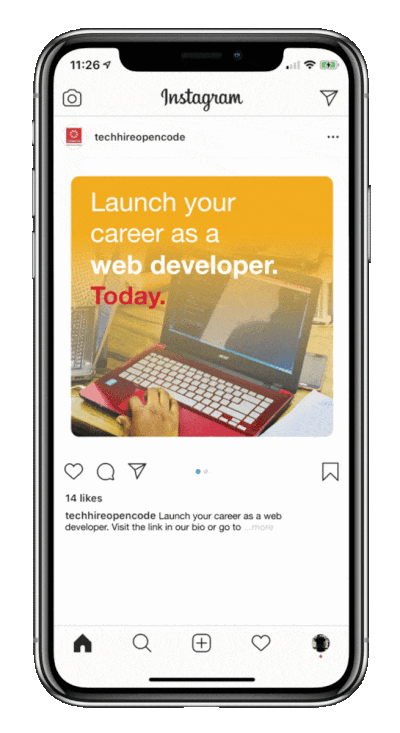 11:26
Instagram
techhireopencode
Launch your
career as a
web developer.
Today.
acer
14 likes
techhireopencode Launch your career as a web
developer. Visit the link in our bio or go to ... more